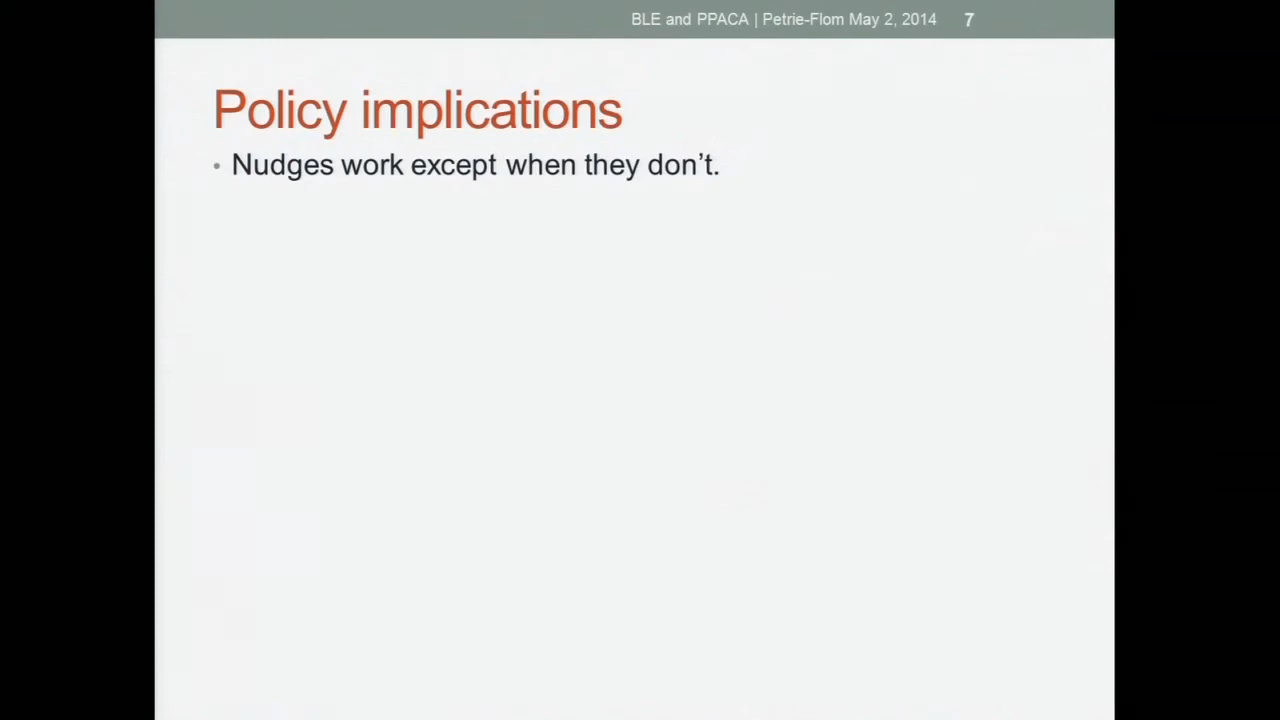 BLE and PPACA | Petrie-Flom May 2, 2014 7
Policy implications
• Nudges work except when they don’t.